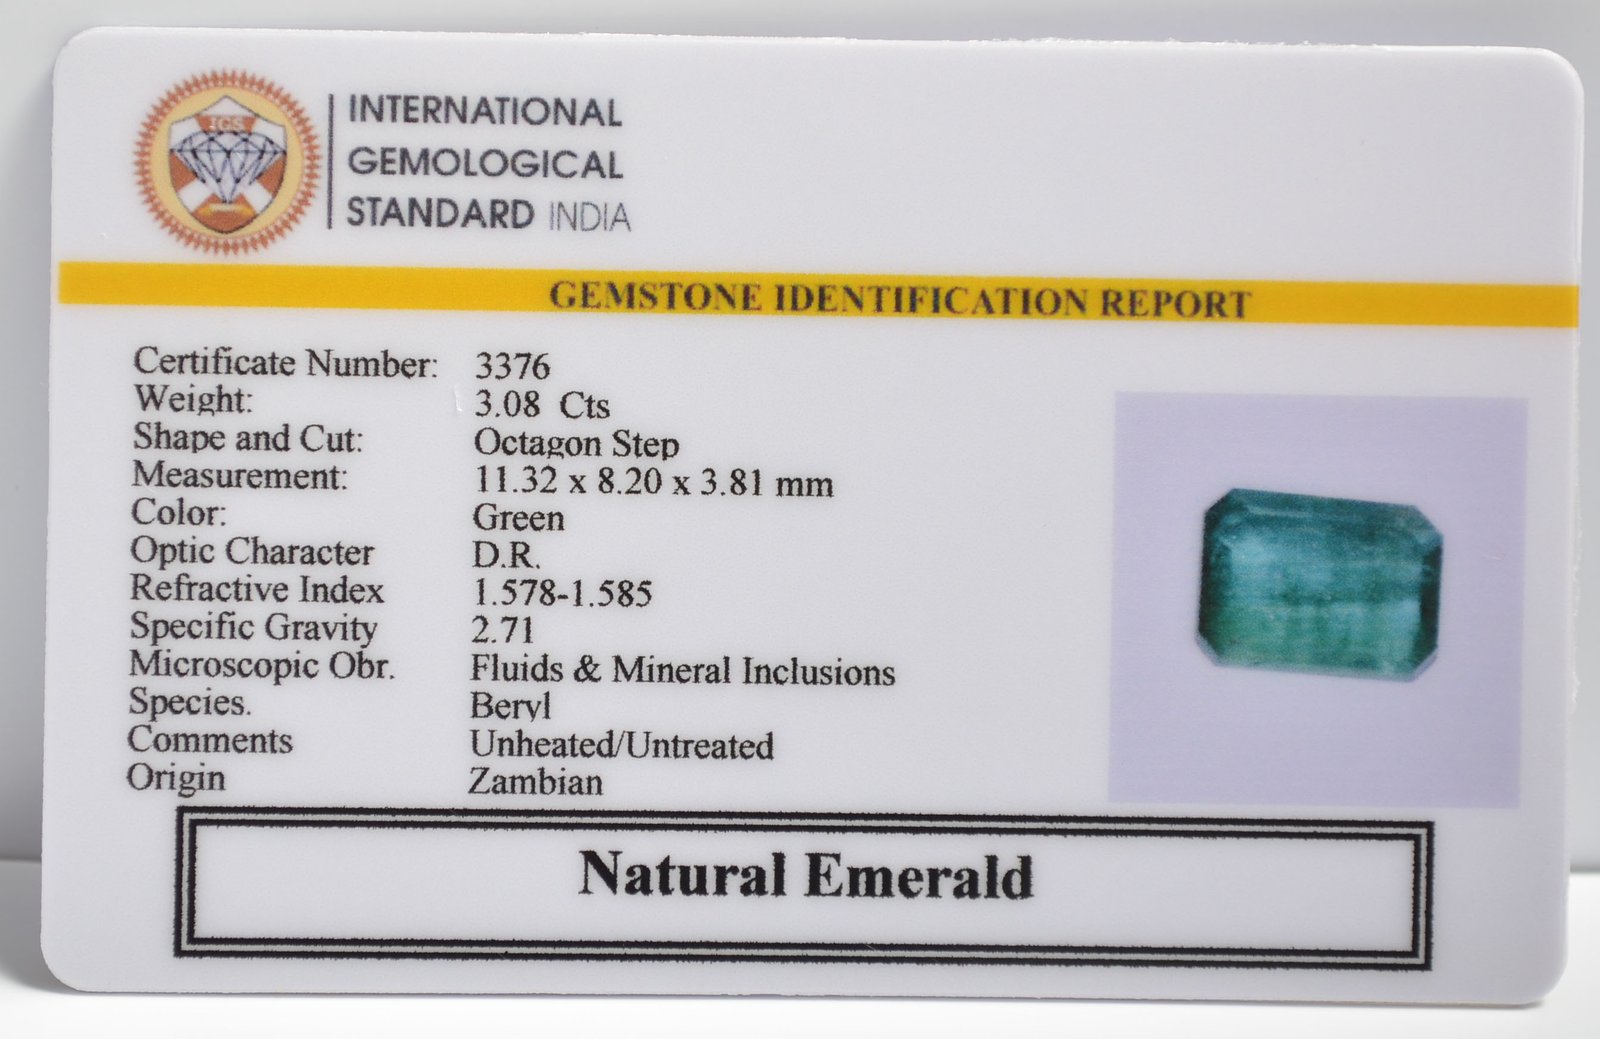 IGS
INTERNATIONAL
GEMOLOGICAL
STANDARD INDIA
GEMSTONE IDENTIFICATION REPORT
Certificate Number: 3376
Weight: 3.08 Cts
Shape and Cut: Octagon Step
Measurement: 11.32 x 8.20 x 3.81 mm
Color: Green
Optic Character D.R.
Refractive Index 1.578-1.585
Specific Gravity 2.71
Microscopic Obr. Fluids & Mineral Inclusions
Species. Beryl
Comments Unheated/Untreated
Origin Zambian
Natural Emerald